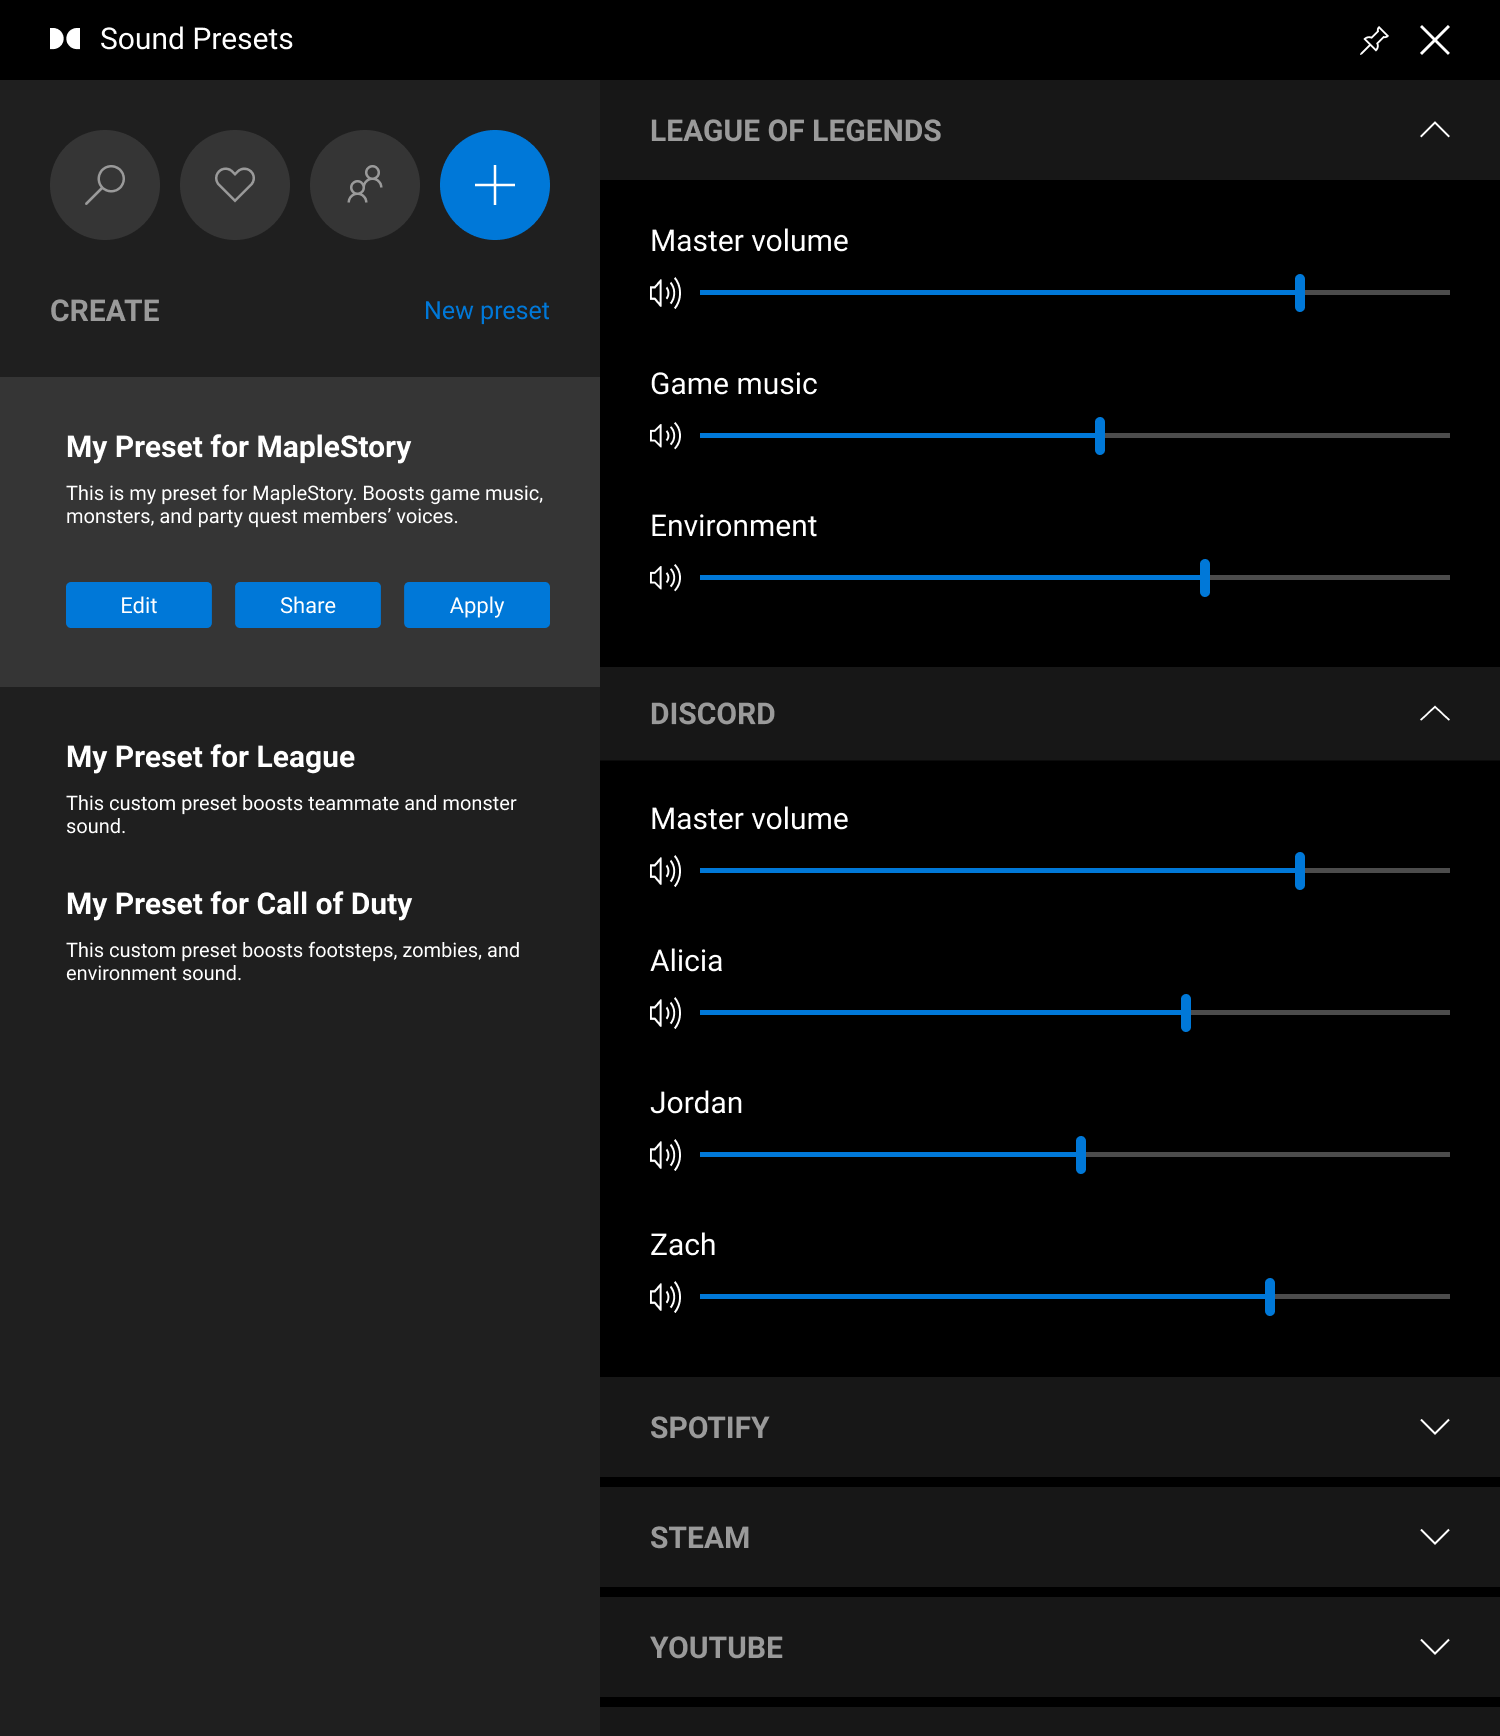 Sound Presets
CREATE
New preset
My Preset for MapleStory
This is my preset for MapleStory. Boosts game music,
monsters, and party quest members’ voices.
Edit
Share
Apply
My Preset for League
This custom preset boosts teammate and monster
sound.
My Preset for Call of Duty
This custom preset boosts footsteps, zombies, and
environment sound.
LEAGUE OF LEGENDS
Master volume
Game music
Environment
DISCORD
Master volume
Alicia
Jordan
Zach
SPOTIFY
STEAM
YOUTUBE